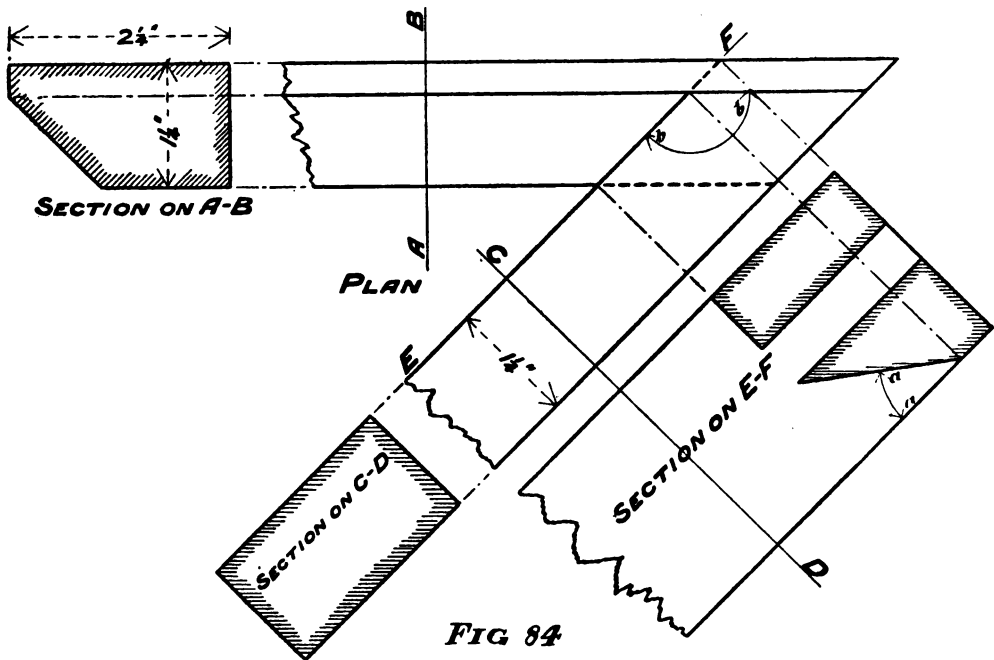 2¼"
B
F
1¼"
SECTION ON A-B
A
PLAN
C
b
b
E
1¼"
SECTION ON C-D
SECTION ON E-F
a
a
D
FIG 84